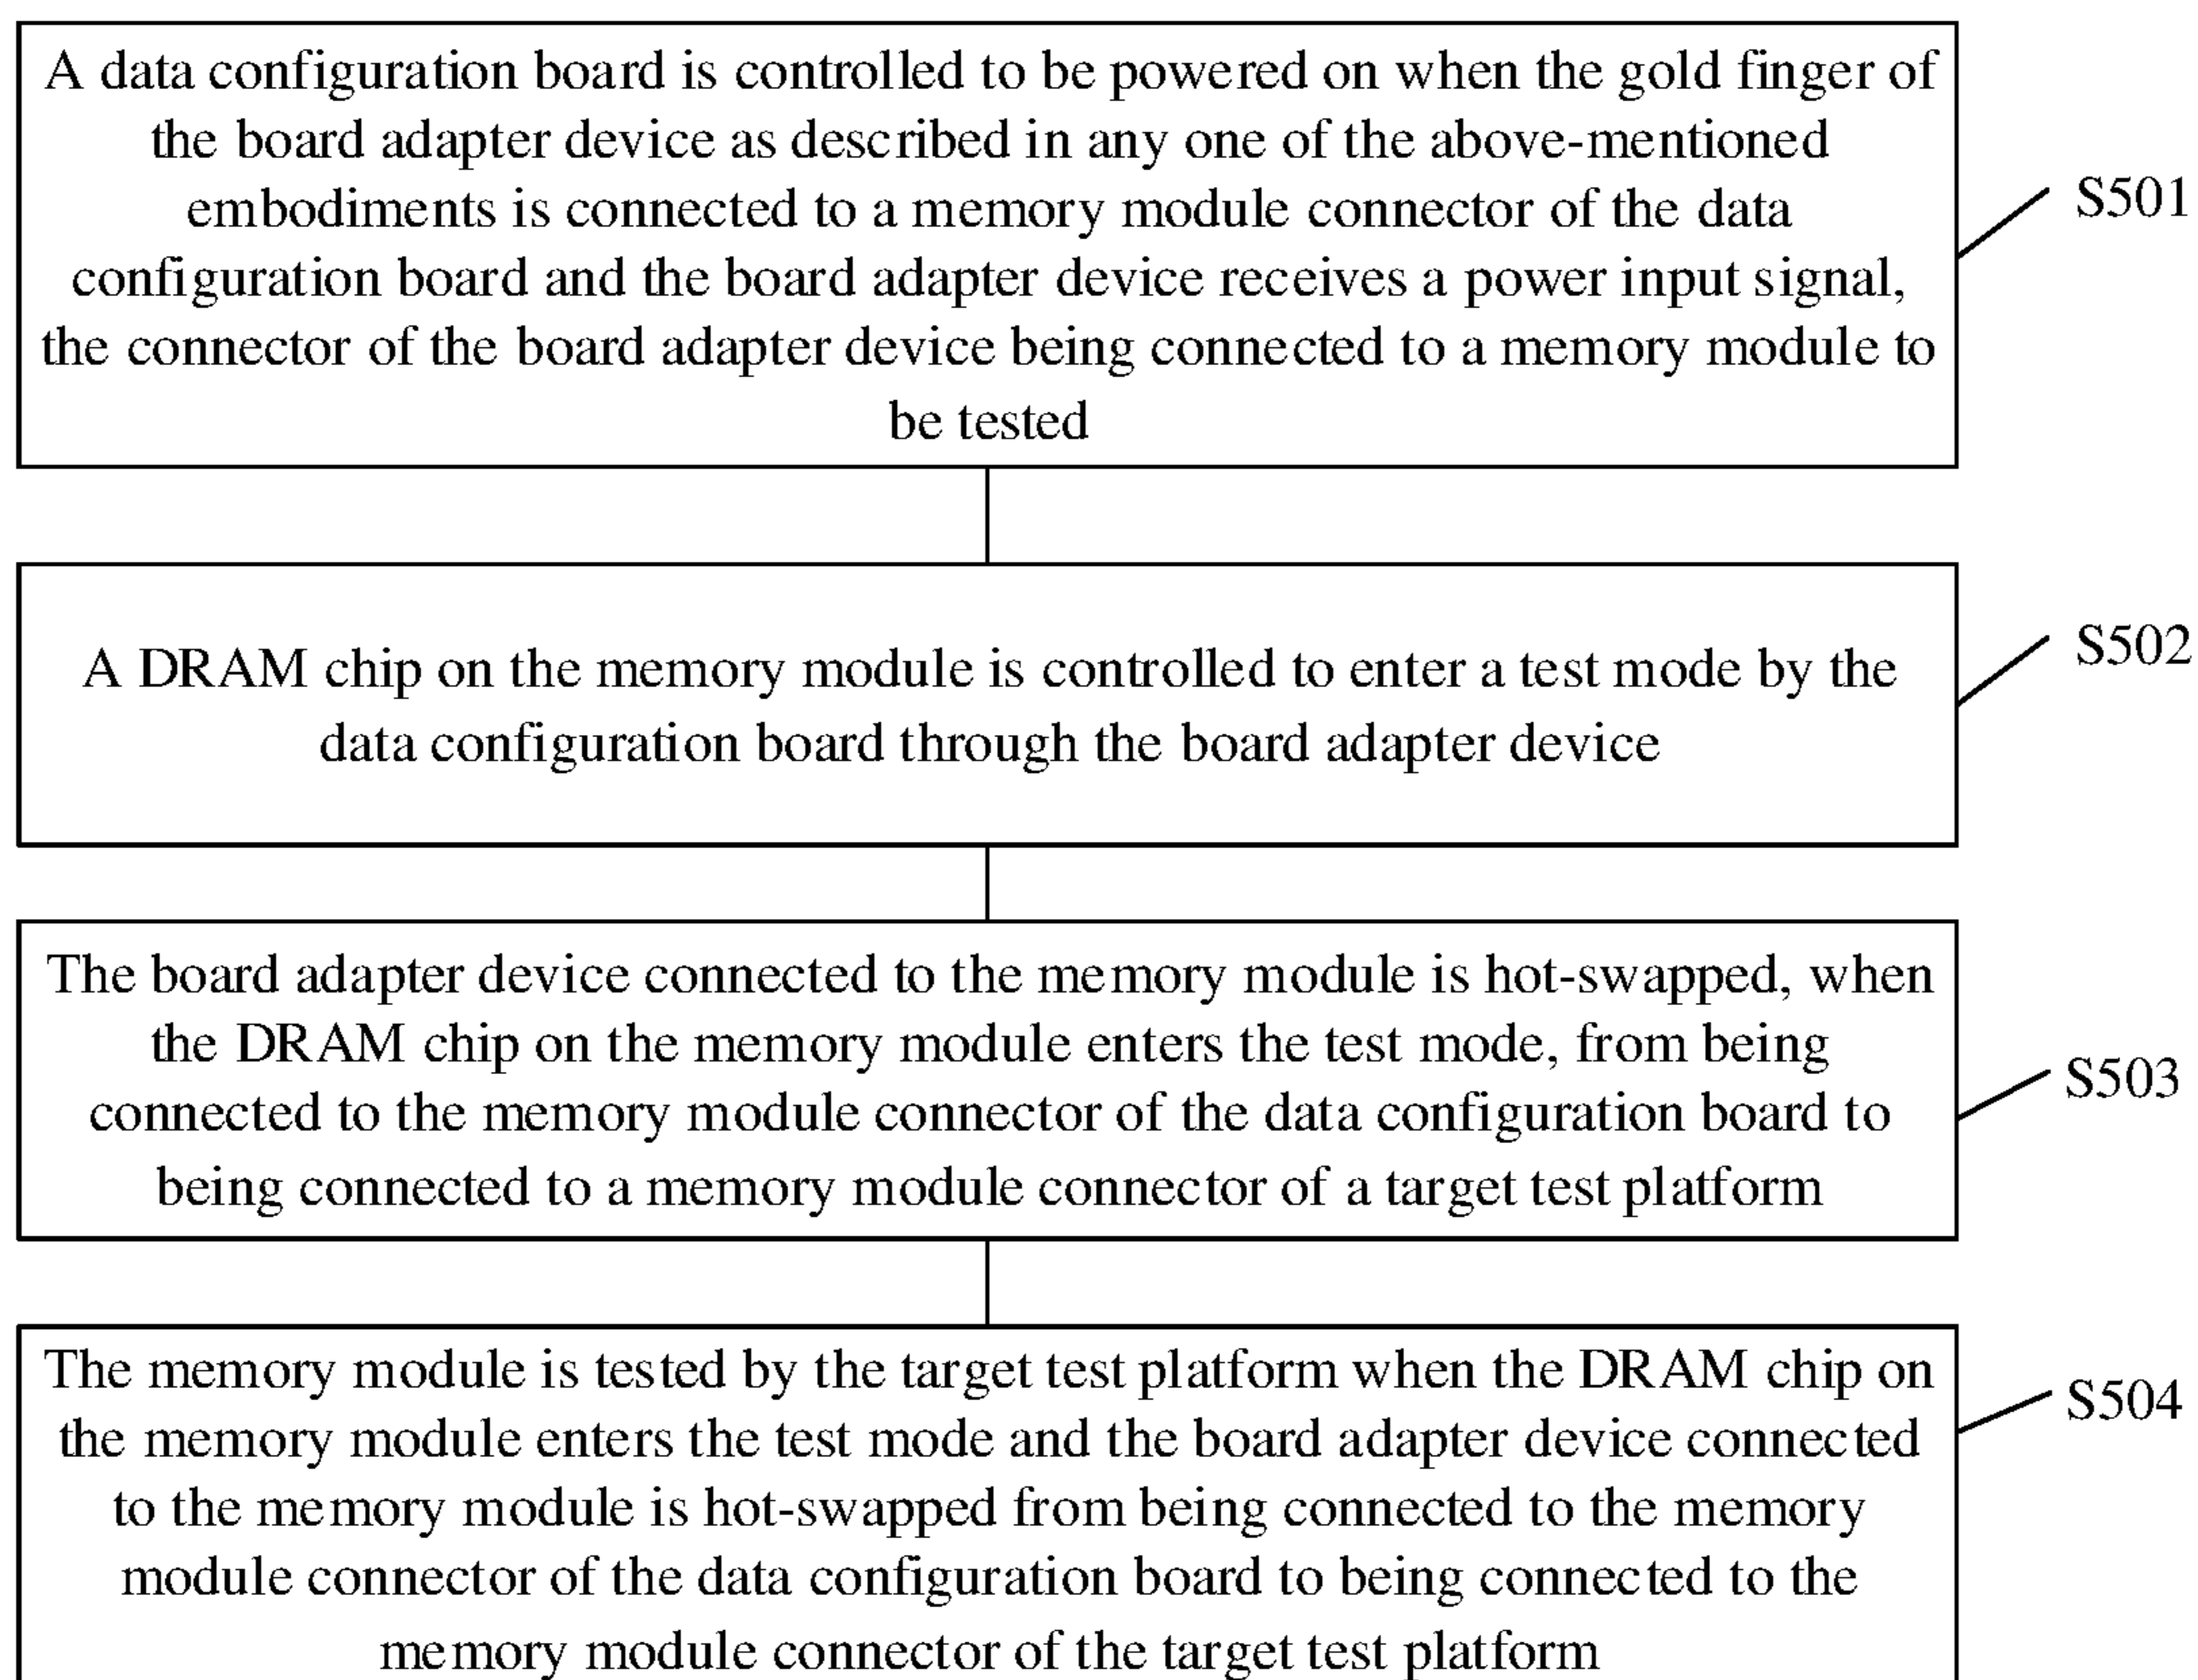 A data configuration board is controlled to be powered on when the gold finger of
the board adapter device as described in any one of the above-mentioned
embodiments is connected to a memory module connector of the data
configuration board and the board adapter device receives a power input signal,
the connector of the board adapter device being connected to a memory module to
be tested
S501
A DRAM chip on the memory module is controlled to enter a test mode by the
data configuration board through the board adapter device
S502
The board adapter device connected to the memory module is hot-swapped, when
the DRAM chip on the memory module enters the test mode, from being
connected to the memory module connector of the data configuration board to
being connected to a memory module connector of a target test platform
S503
The memory module is tested by the target test platform when the DRAM chip on
the memory module enters the test mode and the board adapter device connected
to the memory module is hot-swapped from being connected to the memory
module connector of the data configuration board to being connected to the
memory module connector of the target test platform
S504